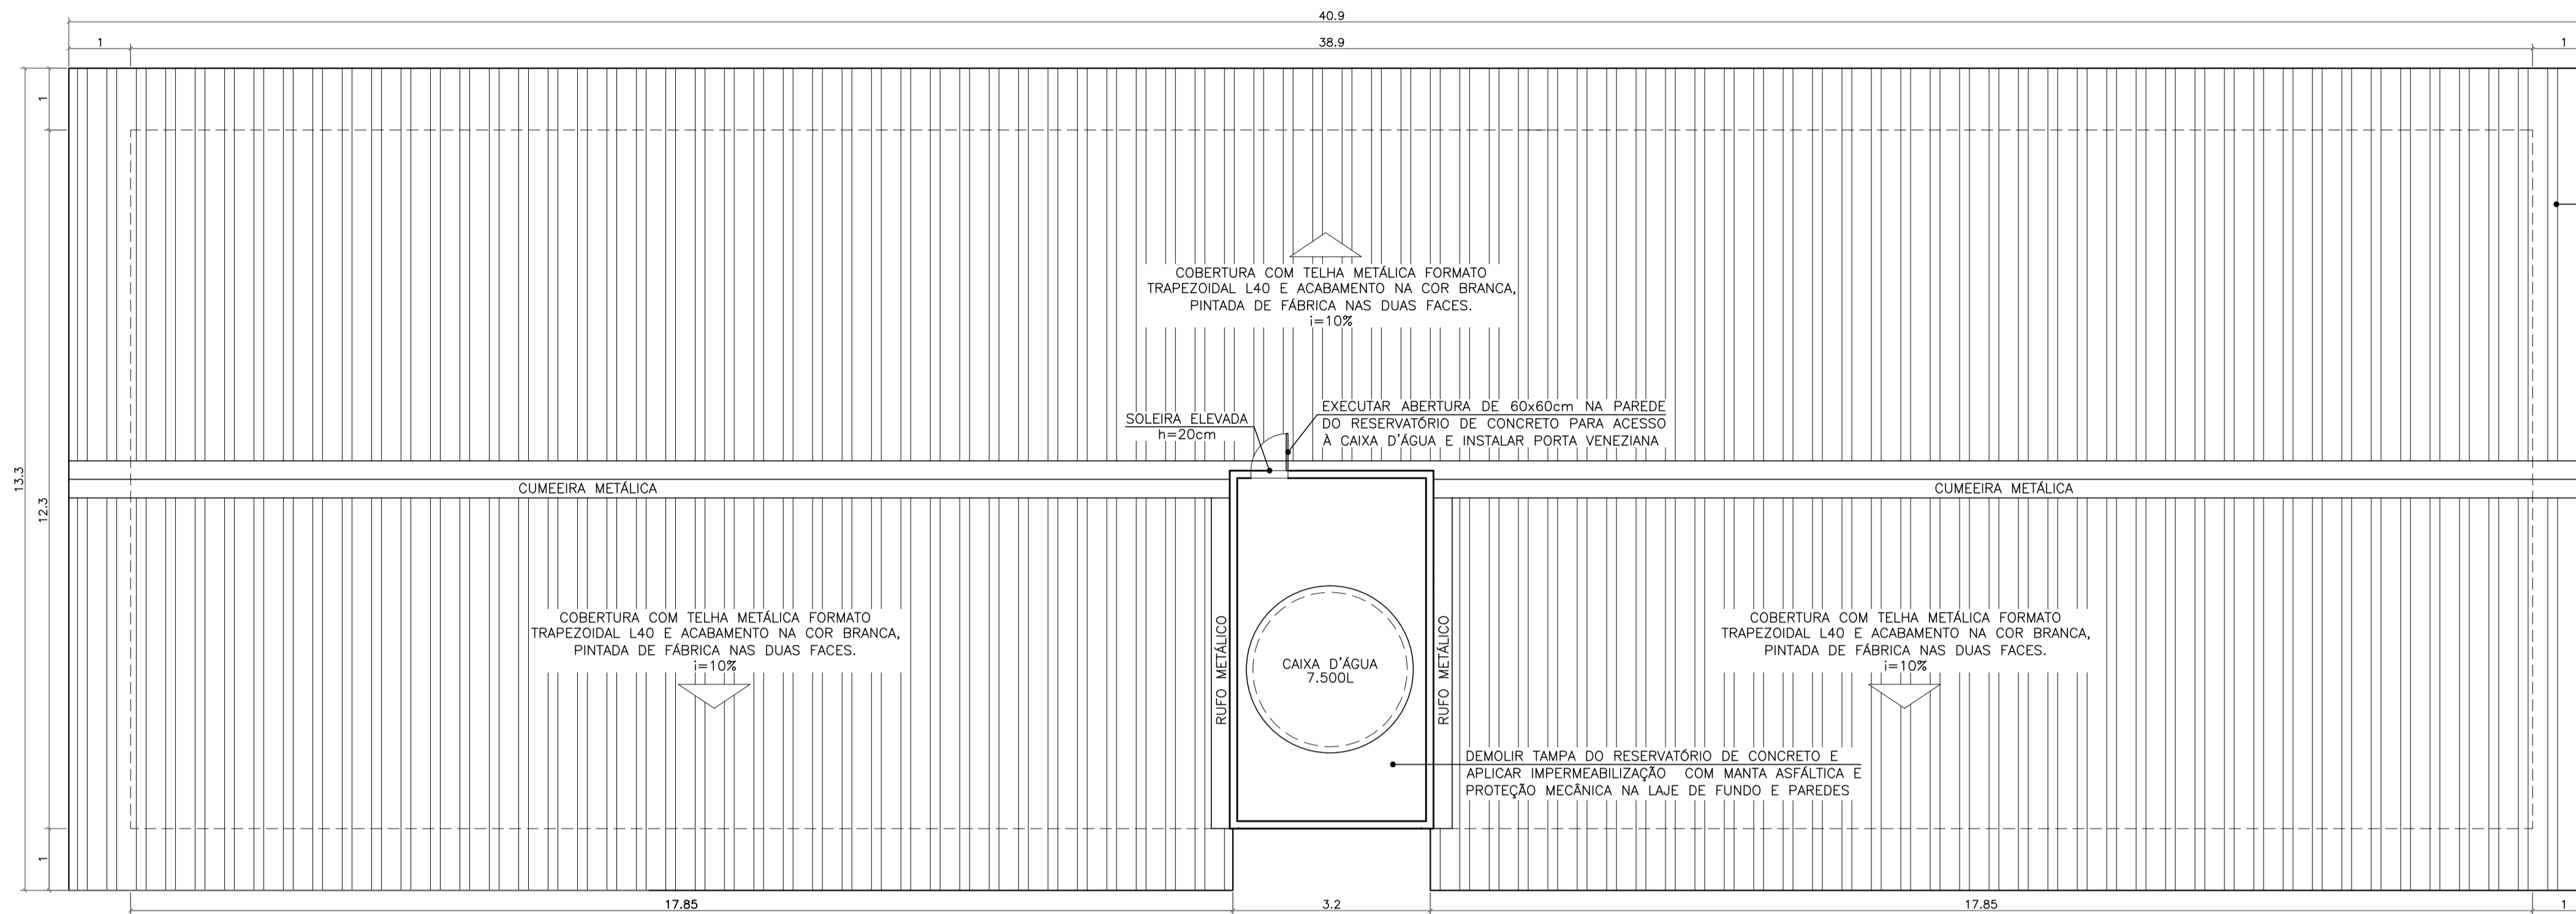 40.9
1
38.9
1
1
COBERTURA COM TELHA METÁLICA FORMATO
TRAPEZOIDAL L40 E ACABAMENTO NA COR BRANCA,
PINTADA DE FÁBRICA NAS DUAS FACES.
i=10%
SOLEIRA ELEVADA
h=20cm
EXECUTAR ABERTURA DE 60x60cm NA PAREDE
DO RESERVATÓRIO DE CONCRETO PARA ACESSO
À CAIXA D'ÁGUA E INSTALAR PORTA VENEZIANA
13.3
12.3
CUMEEIRA METÁLICA
CUMEEIRA METÁLICA
COBERTURA COM TELHA METÁLICA FORMATO
TRAPEZOIDAL L40 E ACABAMENTO NA COR BRANCA,
PINTADA DE FÁBRICA NAS DUAS FACES.
i=10%
RUFO METÁLICO
CAIXA D'ÁGUA
7.500L
RUFO METÁLICO
COBERTURA COM TELHA METÁLICA FORMATO
TRAPEZOIDAL L40 E ACABAMENTO NA COR BRANCA,
PINTADA DE FÁBRICA NAS DUAS FACES.
i=10%
DEMOLIR TAMPA DO RESERVATÓRIO DE CONCRETO E
APLICAR IMPERMEABILIZAÇÃO COM MANTA ASFÁLTICA E
PROTEÇÃO MECÂNICA NA LAJE DE FUNDO E PAREDES
1
17.85
3.2
17.85
1